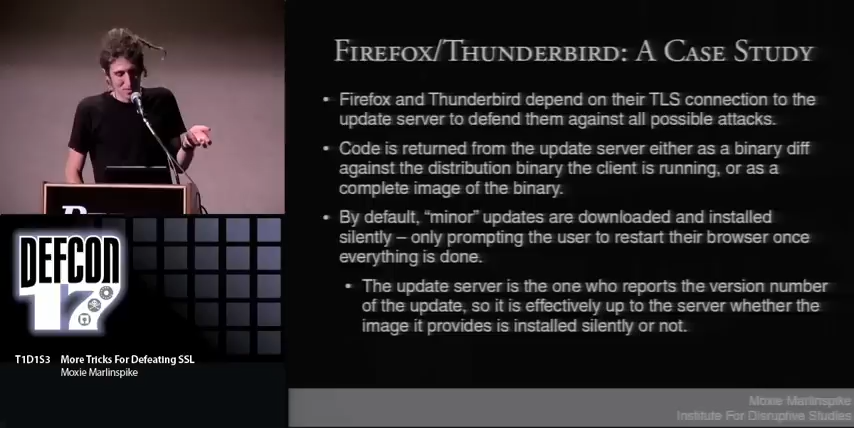 FIREFOX/THUNDERBIRD: A CASE STUDY
• Firefox and Thunderbird depend on their TLS connection to the
update server to defend them against all possible attacks.
• Code is returned from the update server either as a binary diff
against the distribution binary the client is running, or as a
complete image of the binary.
• By default, “minor” updates are downloaded and installed
silently – only prompting the user to restart their browser once
everything is done.
• The update server is the one who reports the version number
of the update, so it is effectively up to the server whether the
image it provides is installed silently or not.
DEFCON
17
T1D1S3 More Tricks For Defeating SSL
Moxie Marlinspike
Moxie Marlinspike
Institute For Disruptive Studies